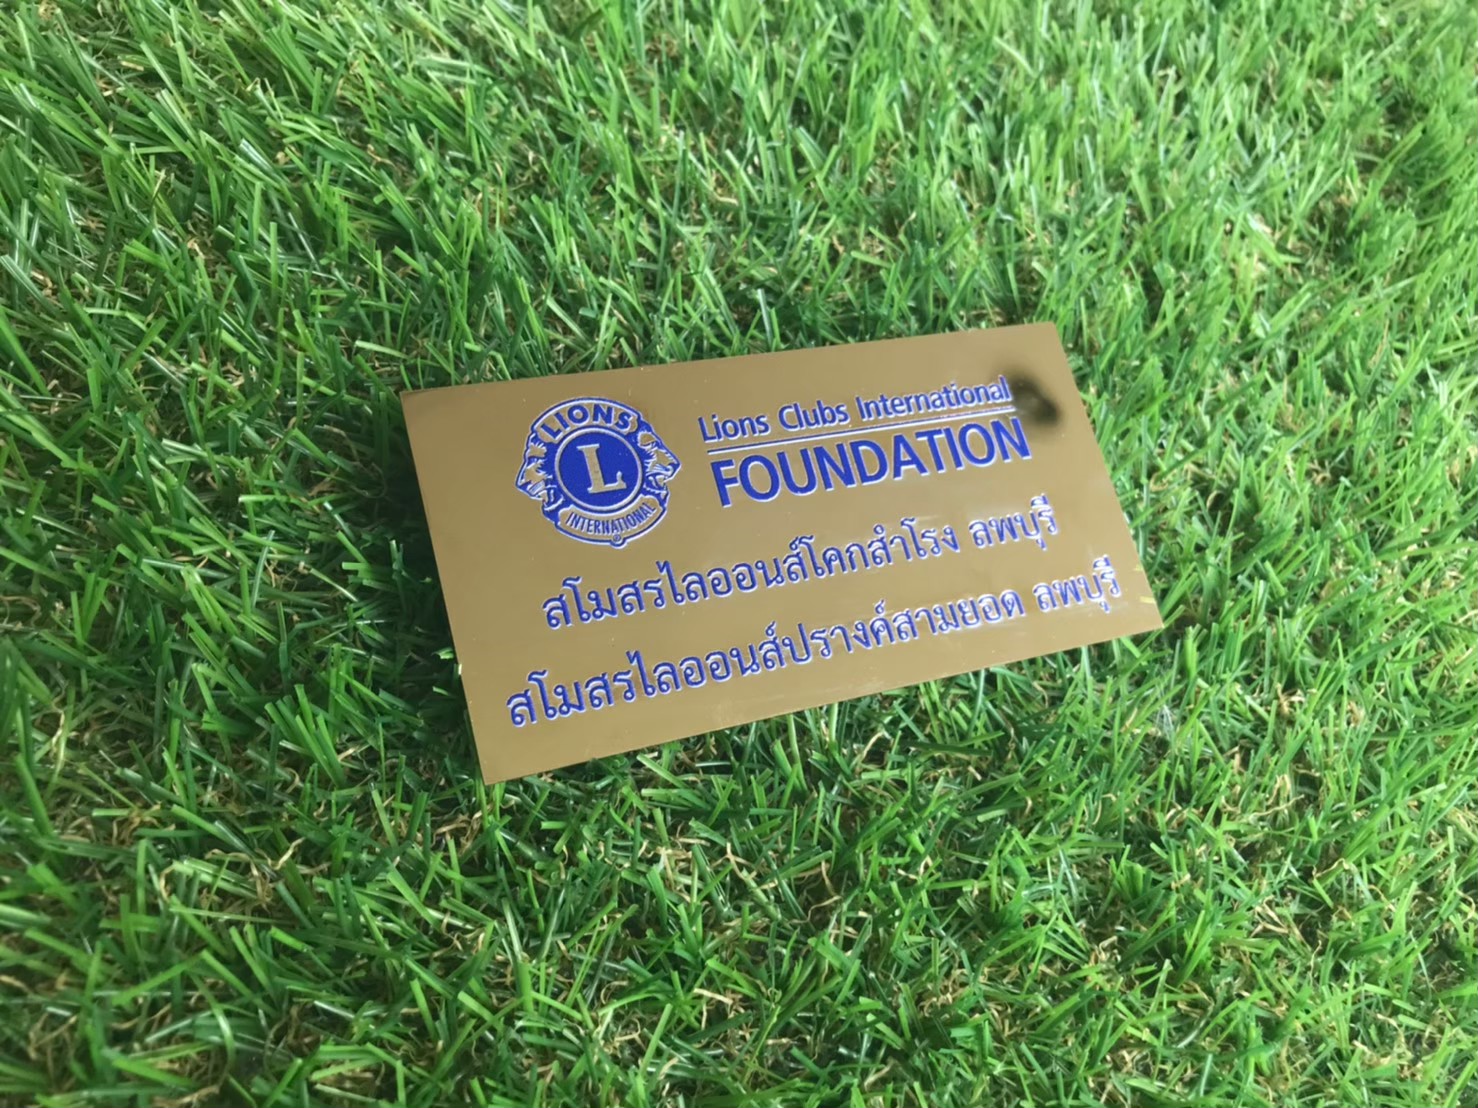 LIONS
L
INTERNATIONAL
Lions Clubs International
FOUNDATION
สโมสรไลออนส์โคกสำโรง ลพบุรี
สโมสรไลออนส์ปรางค์สามยอด ลพบุรี